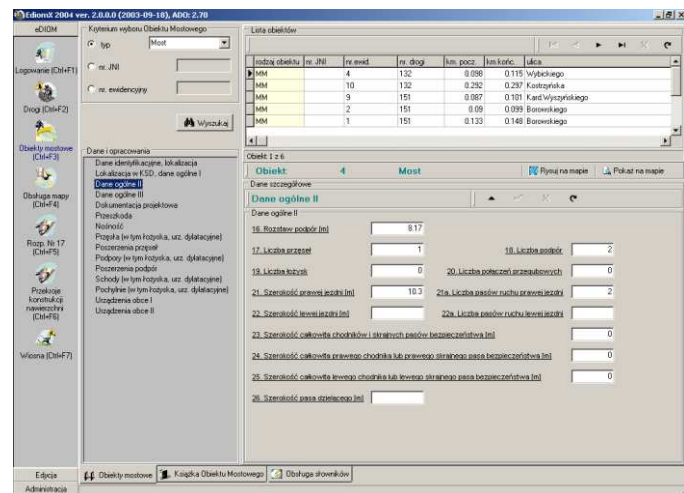 EdiomX 2004 ver. 2.0.0.0 (2003-09-18), ADO: 2.70
eDIOM
Logowanie (Ctrl+F1)
Drogi (Ctrl+F2)
Obiekty mostowe (Ctrl+F3)
Obsługa mapy (Ctrl+F4)
Rozp. Nr 17 (Ctrl+F5)
Przekroje konstrukcji nawierzchni (Ctrl+F6)
Wiosna (Ctrl+F7)
Edycja
Administracja
Kryterium wyboru Obiektu Mostowego
typ Most
nr. JNI
nr. ewidencyjny
Wyszukaj
Dane i opracowania
Dane identyfikacyjne, lokalizacja
Lokalizacja w KSD, dane ogólne I
Dane ogólne II
Dane ogólne III
Dokumentacja projektowa
Przeszkoda
Nośność
Przęsła (w tym łożyska, urz. dylatacyjne)
Poszerzenia przęseł
Podpory (w tym łożyska, urz. dylatacyjne)
Poszerzenia podpór
Schody (w tym łożyska, urz. dylatacyjne)
Pochylnie (w tym łożyska, urz. dylatacyjne)
Urządzenia obce I
Urządzenia obce II
Lista obiektów
rodzaj obiektu nr. JNI nr.ewid. nr. drogi km. pocz. km.końc. ulica
MM 4 132 0.098 0.115 Wybickiego
MM 10 132 0.292 0.297 Kostrzyńska
MM 9 151 0.087 0.101 Kard.Wyszyńskiego
MM 2 151 0.09 0.099 Borowskiego
MM 1 151 0.133 0.148 Borowskiego
Obiekt 1 z 6
Obiekt: 4 Most
Rysuj na mapie
Pokaż na mapie
Dane szczegółowe
Dane ogólne II
Dane ogólne II
16. Rozstaw podpór [m] 8.17
17. Liczba przęseł 1
18. Liczba podpór 2
19. Liczba łożysk 0
20. Liczba połączeń przegubowych 0
21. Szerokość prawej jezdni [m] 10.3
21a. Liczba pasów ruchu prawej jezdni 2
22. Szerokość lewej jezdni [m]
22a. Liczba pasów ruchu lewej jezdni
23. Szerokość całkowita chodników i skrajnych pasów bezpieczeństwa [m] 0
24. Szerokość całkowita prawego chodnika lub prawego skrajnego pasa bezpieczeństwa [m] 0
25. Szerokość całkowita lewego chodnika lub lewego skrajnego pasa bezpieczeństwa [m] 0
26. Szerokość pasa dzielącego [m]
Obiekty mostowe
Książka Obiektu Mostowego
Obsługa słowników